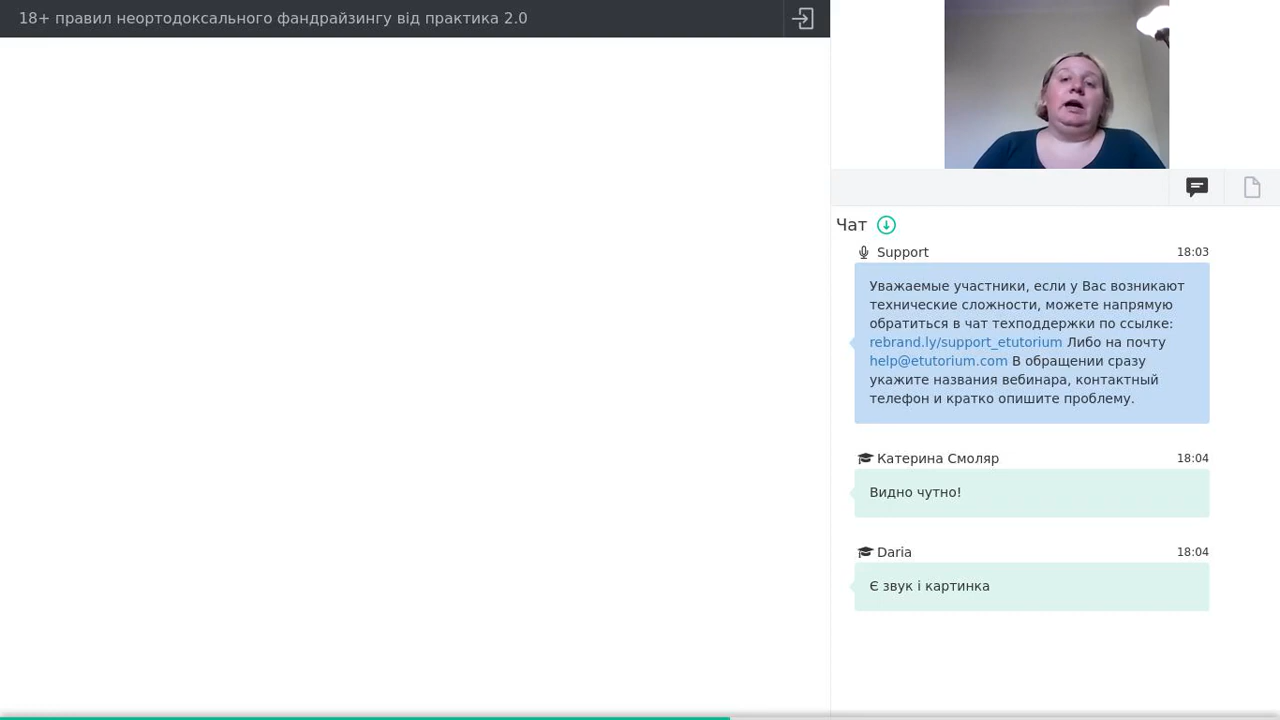 18+ правил неортодоксального фандрайзингу від практика 2.0
Чат
Support 18:03
Уважаемые участники, если у Вас возникают
технические сложности, можете напрямую
обратиться в чат техподдержки по ссылке:
rebrand.ly/support_etutorium Либо на почту
help@etutorium.com В обращении сразу
укажите названия вебинара, контактный
телефон и кратко опишите проблему.
Катерина Смоляр 18:04
Видно чутно!
Daria 18:04
Є звук і картинка